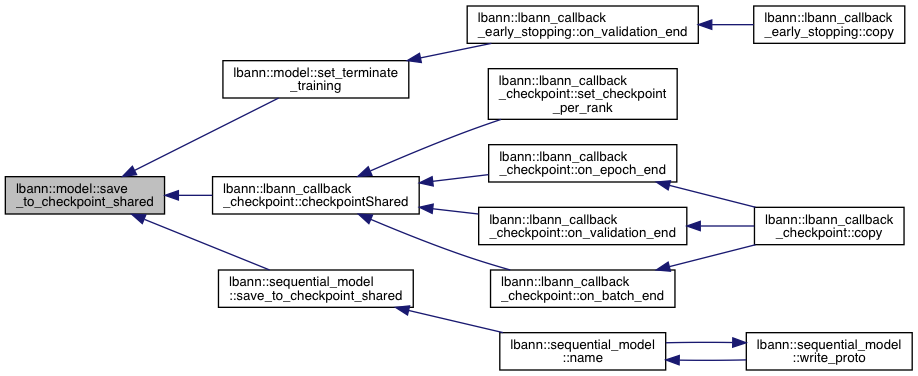 lbann::lbann_callback
_early_stopping::on_validation_end
lbann::lbann_callback
_early_stopping::copy
lbann::model::set_terminate
_training
lbann::lbann_callback
_checkpoint::set_checkpoint
_per_rank
lbann::model::save
_to_checkpoint_shared
lbann::lbann_callback
_checkpoint::checkpointShared
lbann::lbann_callback
_checkpoint::on_epoch_end
lbann::lbann_callback
_checkpoint::on_validation_end
lbann::lbann_callback
_checkpoint::copy
lbann::sequential_model
::save_to_checkpoint_shared
lbann::lbann_callback
_checkpoint::on_batch_end
lbann::sequential_model
::name
lbann::sequential_model
::write_proto